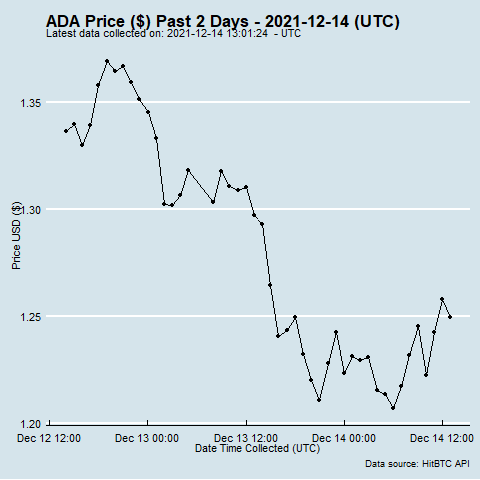 ADA Price ($) Past 2 Days - 2021-12-14 (UTC)
Latest data collected on: 2021-12-14 13:01:24 - UTC
1.35
1.30
1.25
1.20
Price USD ($)
Dec 12 12:00 Dec 13 00:00 Dec 13 12:00 Dec 14 00:00 Dec 14 12:00
Date Time Collected (UTC)
Data source: HitBTC API